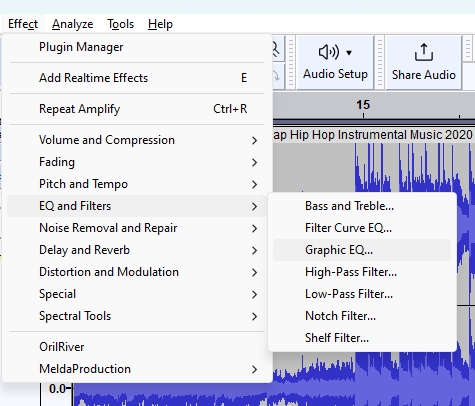 Effect Analyze Tools Help
Plugin Manager
Add Realtime Effects E
Repeat Amplify Ctrl+R
Volume and Compression
Fading
Pitch and Tempo
EQ and Filters
Noise Removal and Repair
Delay and Reverb
Distortion and Modulation
Special
Spectral Tools
OrilRiver
MeldaProduction
Bass and Treble...
Filter Curve EQ...
Graphic EQ...
High-Pass Filter...
Low-Pass Filter...
Notch Filter...
Shelf Filter...
Audio Setup
Share Audio
15
ap Hip Hop Instrumental Music 2020
0.0